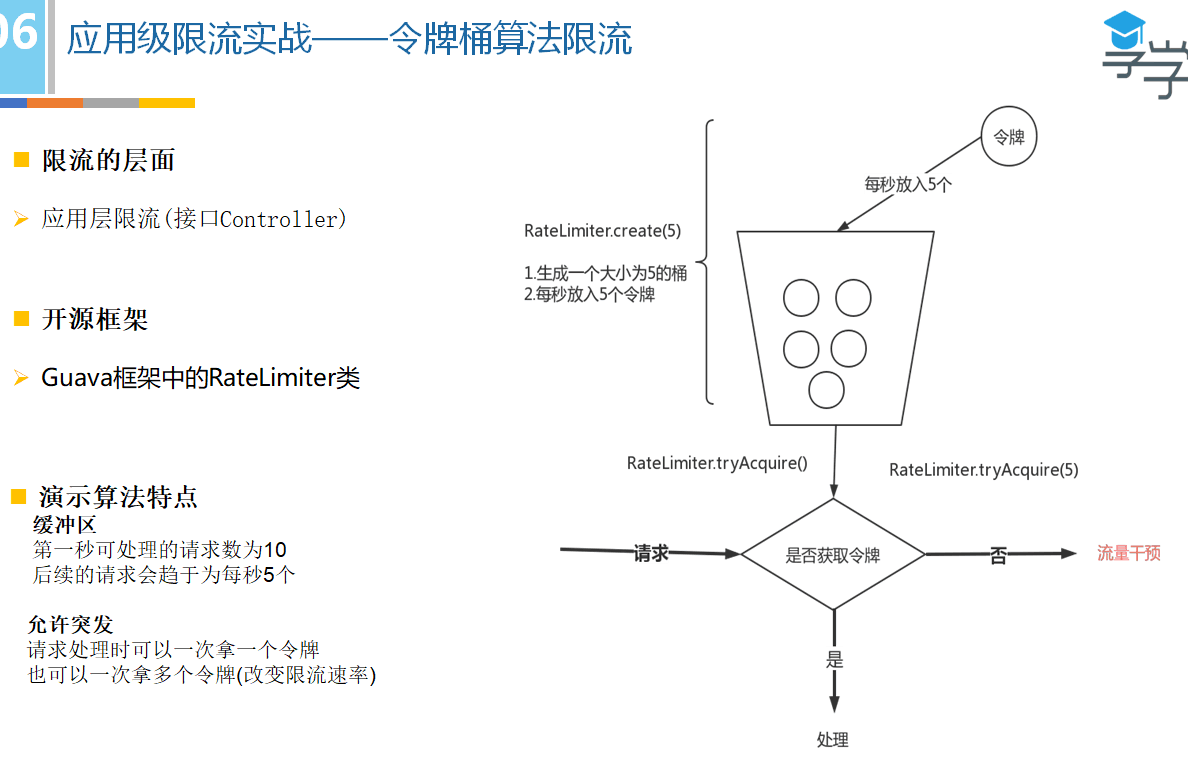 06
应用级限流实战——令牌桶算法限流
限流的层面
应用层限流(接口Controller)
开源框架
Guava框架中的RateLimiter类
演示算法特点
缓冲区
第一秒可处理的请求数为10
后续的请求会趋于为每秒5个
允许突发
请求处理时可以一次拿一个令牌
也可以一次拿多个令牌(改变限流速率)
令牌
每秒放入5个
RateLimiter.create(5)
1.生成一个大小为5的桶
2.每秒放入5个令牌
RateLimiter.tryAcquire()
RateLimiter.tryAcquire(5)
请求
是否获取令牌
否
流量干预
是
处理
学学